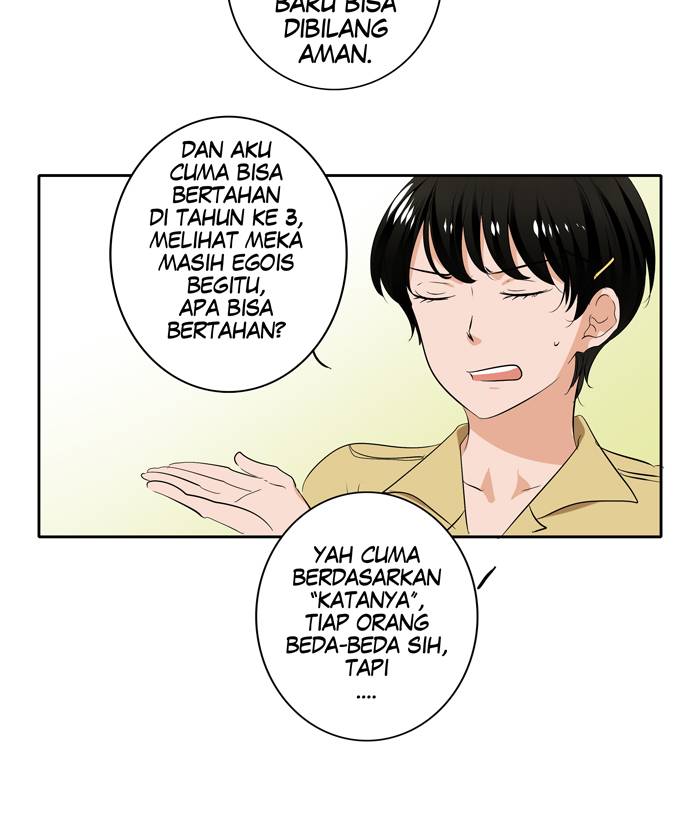 BARU BISA
DIBILANG
AMAN.
DAN AKU
CUMA BISA
BERTAHAN
DI TAHUN KE 3,
MELIHAT MEKA
MASIH EGOIS
BEGITU,
APA BISA
BERTAHAN?
YAH CUMA
BERDASARKAN
"KATANYA",
TIAP ORANG
BEDA-BEDA SIH,
TAPI
....